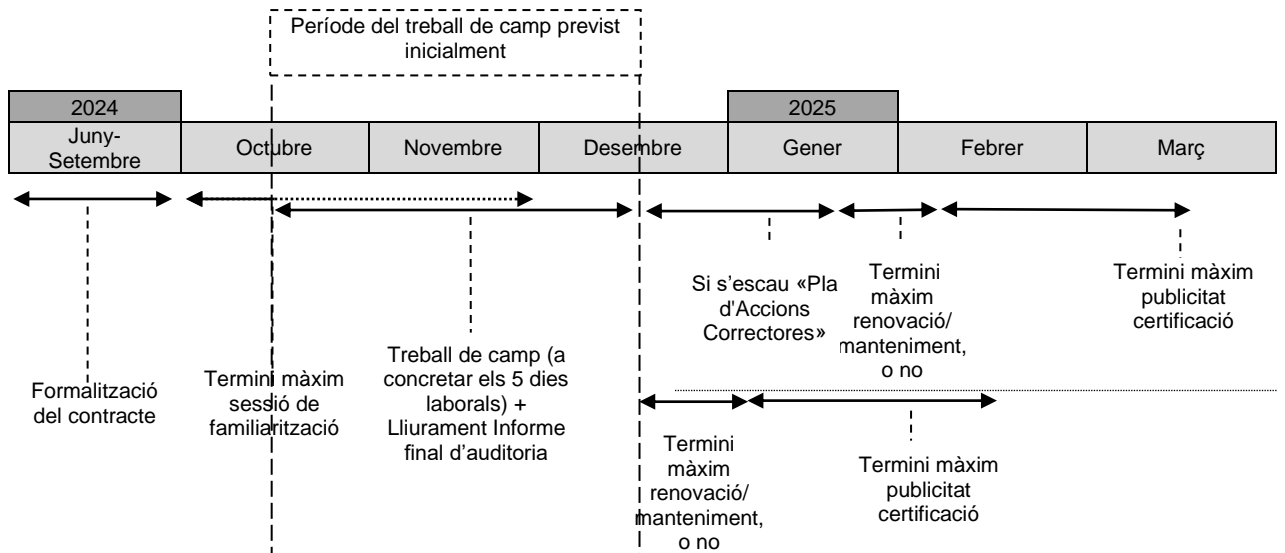 Període del treball de camp previst
inicialment
2024
2025
Juny-
Setembre
Octubre
Novembre
Desembre
Gener
Febrer
Març
Formalització
del contracte
Termini màxim
sessió de
familiarització
Treball de camp (a
concretar els 5 dies
laborals) +
Lliurament Informe
final d’auditoria
Si s’escau «Pla
d'Accions
Correctores»
Termini
màxim
renovació/
manteniment,
o no
Termini màxim
publicitat
certificació
Termini
màxim
renovació/
manteniment,
o no
Termini màxim
publicitat
certificació